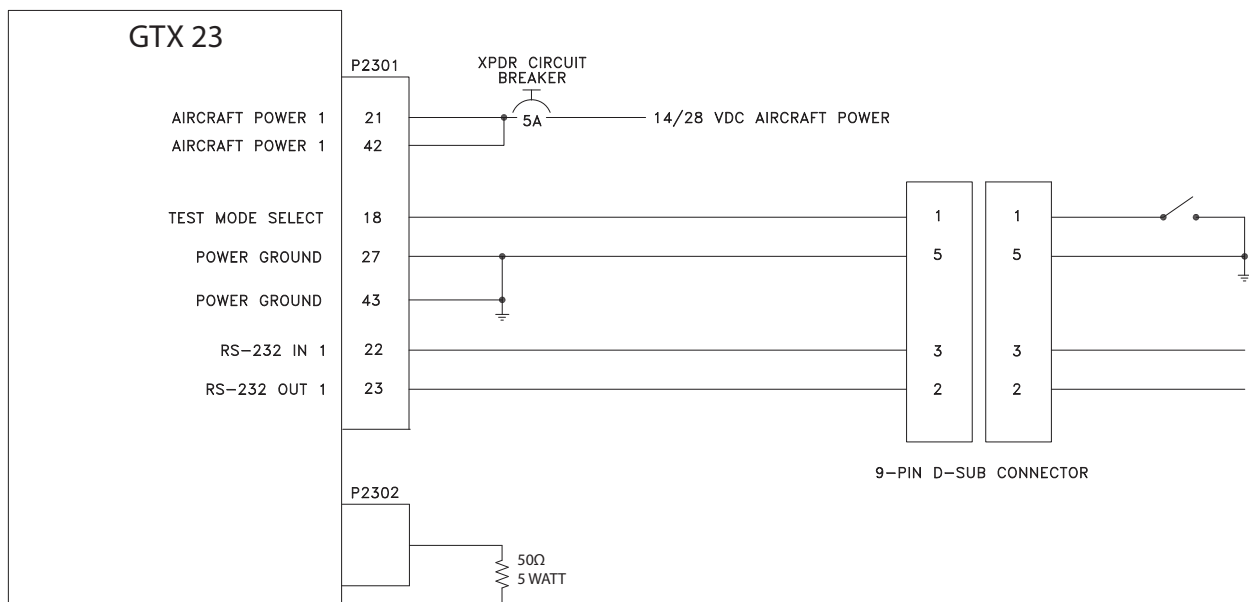 GTX 23
P2301
XPDR CIRCUIT
BREAKER
AIRCRAFT POWER 1 21 5A 14/28 VDC AIRCRAFT POWER
AIRCRAFT POWER 1 42
TEST MODE SELECT 18 1 1
POWER GROUND 27 5 5
POWER GROUND 43
RS-232 IN 1 22 3 3
RS-232 OUT 1 23 2 2
9-PIN D-SUB CONNECTOR
P2302
50Ω
5 WATT